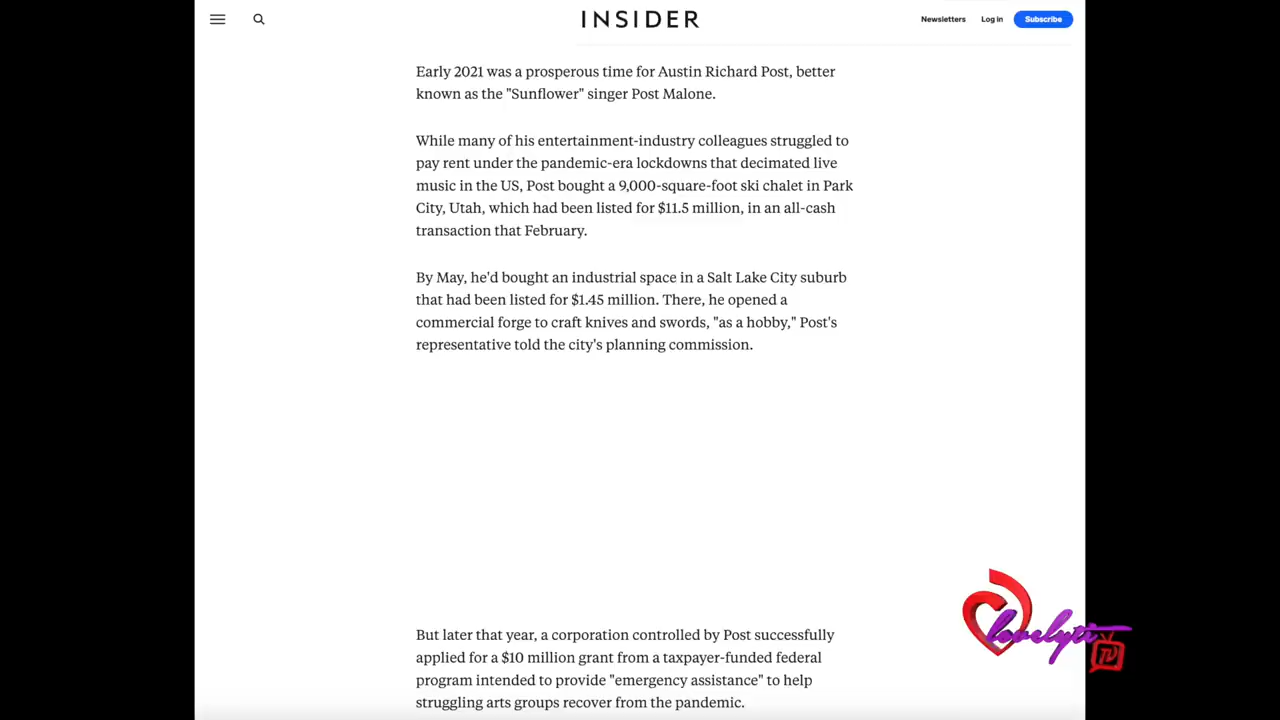 INSIDER
Newsletters Log in Subscribe
Early 2021 was a prosperous time for Austin Richard Post, better
known as the "Sunflower" singer Post Malone.
While many of his entertainment-industry colleagues struggled to
pay rent under the pandemic-era lockdowns that decimated live
music in the US, Post bought a 9,000-square-foot ski chalet in Park
City, Utah, which had been listed for $11.5 million, in an all-cash
transaction that February.
By May, he'd bought an industrial space in a Salt Lake City suburb
that had been listed for $1.45 million. There, he opened a
commercial forge to craft knives and swords, "as a hobby," Post's
representative told the city's planning commission.
But later that year, a corporation controlled by Post successfully
applied for a $10 million grant from a taxpayer-funded federal
program intended to provide "emergency assistance" to help
struggling arts groups recover from the pandemic.
lovelyti
TV